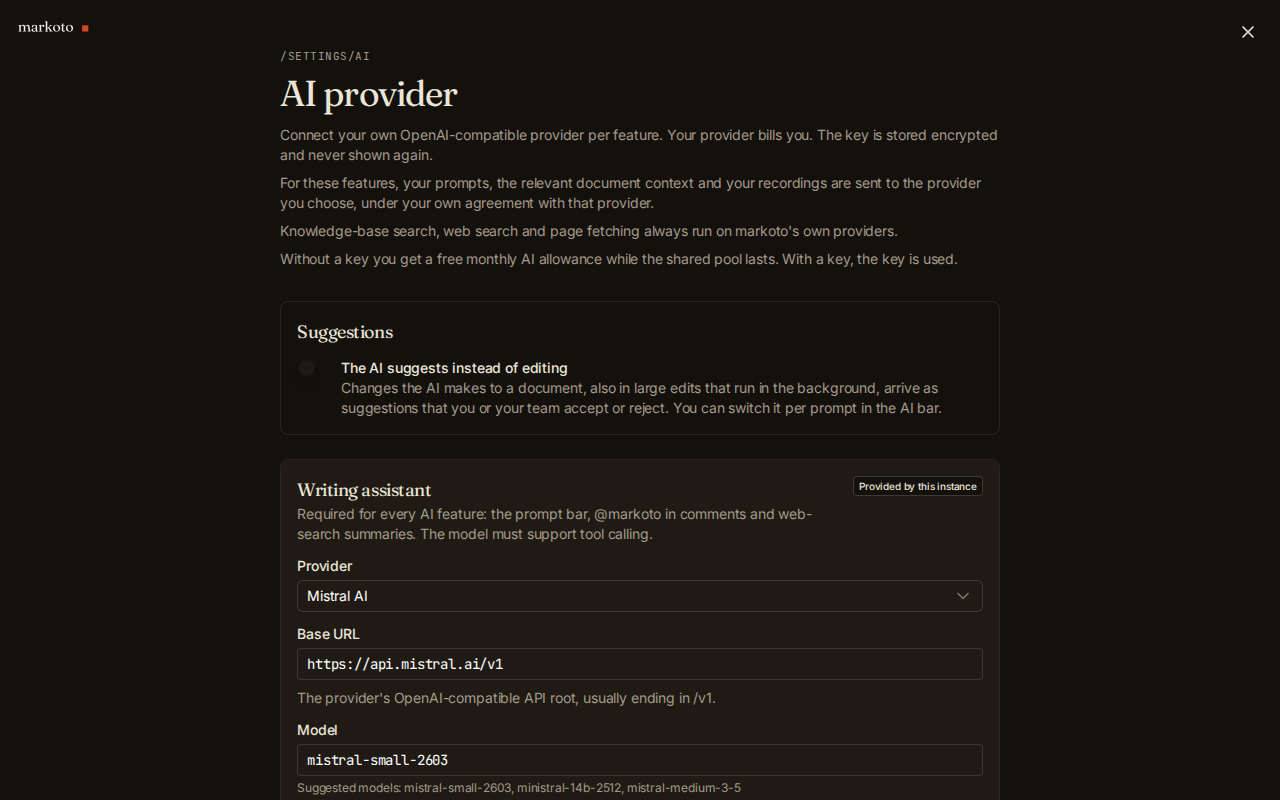 markoto
/SETTINGS/AI
AI provider
Connect your own OpenAI-compatible provider per feature. Your provider bills you. The key is stored encrypted
and never shown again.
For these features, your prompts, the relevant document context and your recordings are sent to the provider
you choose, under your own agreement with that provider.
Knowledge-base search, web search and page fetching always run on markoto's own providers.
Without a key you get a free monthly AI allowance while the shared pool lasts. With a key, the key is used.
Suggestions
The AI suggests instead of editing
Changes the AI makes to a document, also in large edits that run in the background, arrive as
suggestions that you or your team accept or reject. You can switch it per prompt in the AI bar.
Writing assistant
Provided by this instance
Required for every AI feature: the prompt bar, @markoto in comments and web-
search summaries. The model must support tool calling.
Provider
Mistral AI
Base URL
https://api.mistral.ai/v1
The provider's OpenAI-compatible API root, usually ending in /v1.
Model
mistral-small-2603
Suggested models: mistral-small-2603, ministral-14b-2512, mistral-medium-3-5